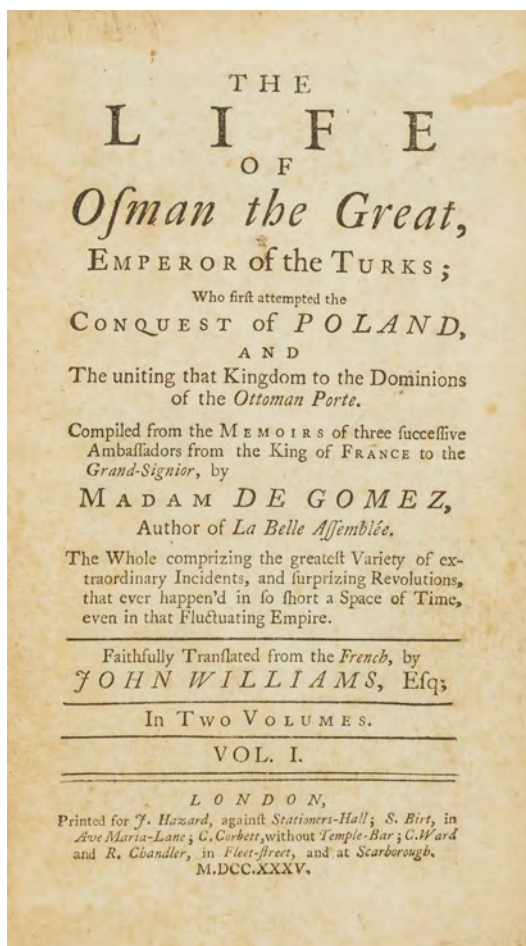 THE
LIFE
OF
Oſman the Great,
EMPEROR of the TURKS;
Who firſt attempted the
CONQUEST of POLAND,
AND
The uniting that Kingdom to the Dominions
of the Ottoman Porte.
Compiled from the MEMOIRS of three ſucceſſive
Ambaſſadors from the King of FRANCE to the
Grand-Signior, by
MADAM DE GOMEZ,
Author of La Belle Aſſemblée.
The Whole comprizing the greateſt Variety of ex-
traordinary Incidents, and ſurprizing Revolutions,
that ever happen'd in ſo ſhort a Space of Time,
even in that Fluctuating Empire.
Faithfully Tranſlated from the French, by
JOHN WILLIAMS, Eſq;
In TWO VOLUMES.
VOL. I.
LONDON,
Printed for J. Hazard, againſt Stationers-Hall; S. Birt, in
Ave Maria-Lane; C. Corbett, without Temple-Bar; C. Ward
and R. Chandler, in Fleet-ſtreet, and at Scarborough.
M.DCC.XXXV.